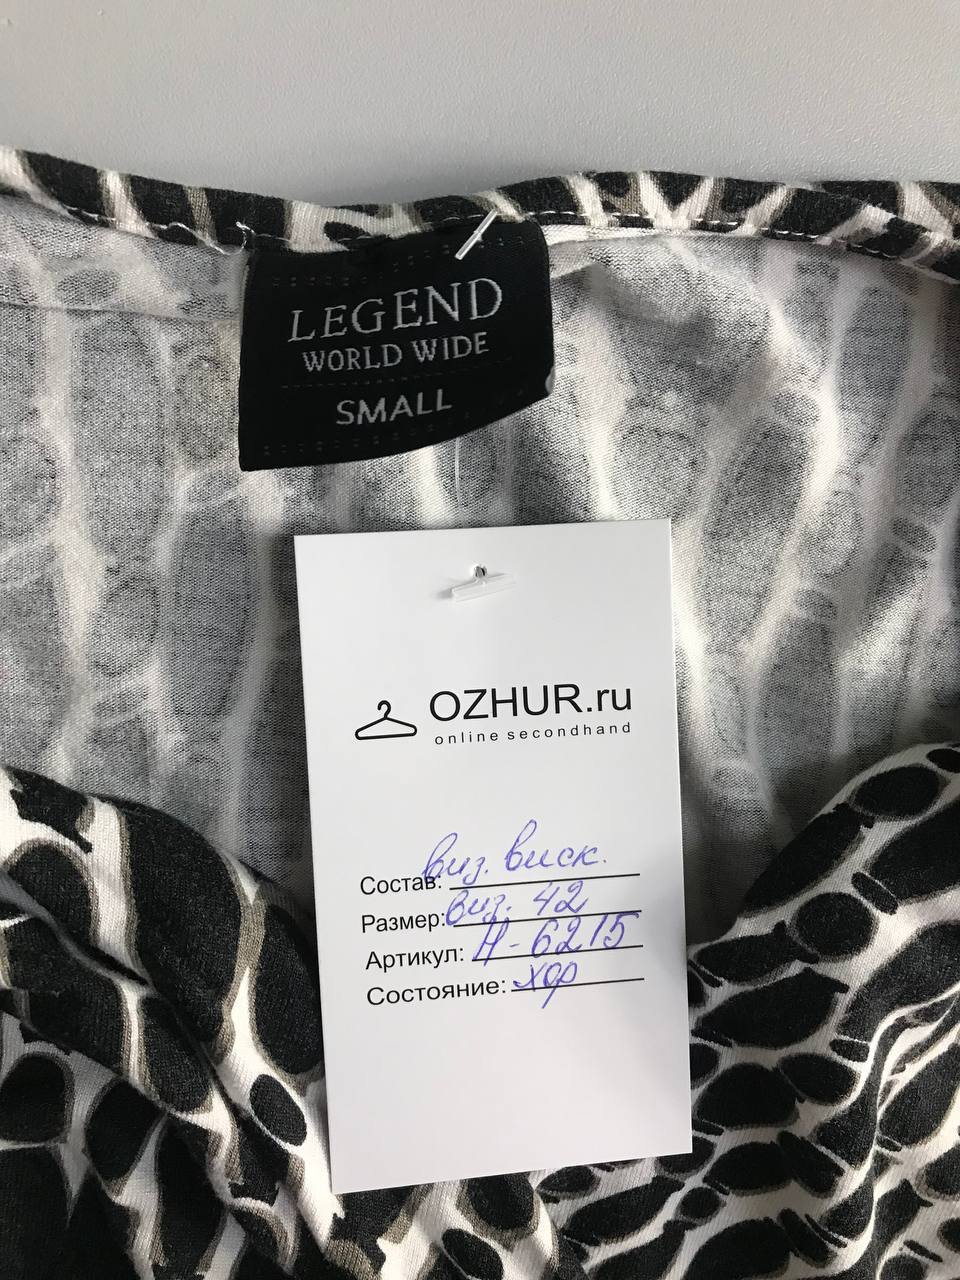 LEGEND
WORLD WIDE
SMALL
OZHUR.ru
online secondhand
Состав: виз. виск.
Размер: виз. 42
Артикул: Н-6215
Состояние: хор